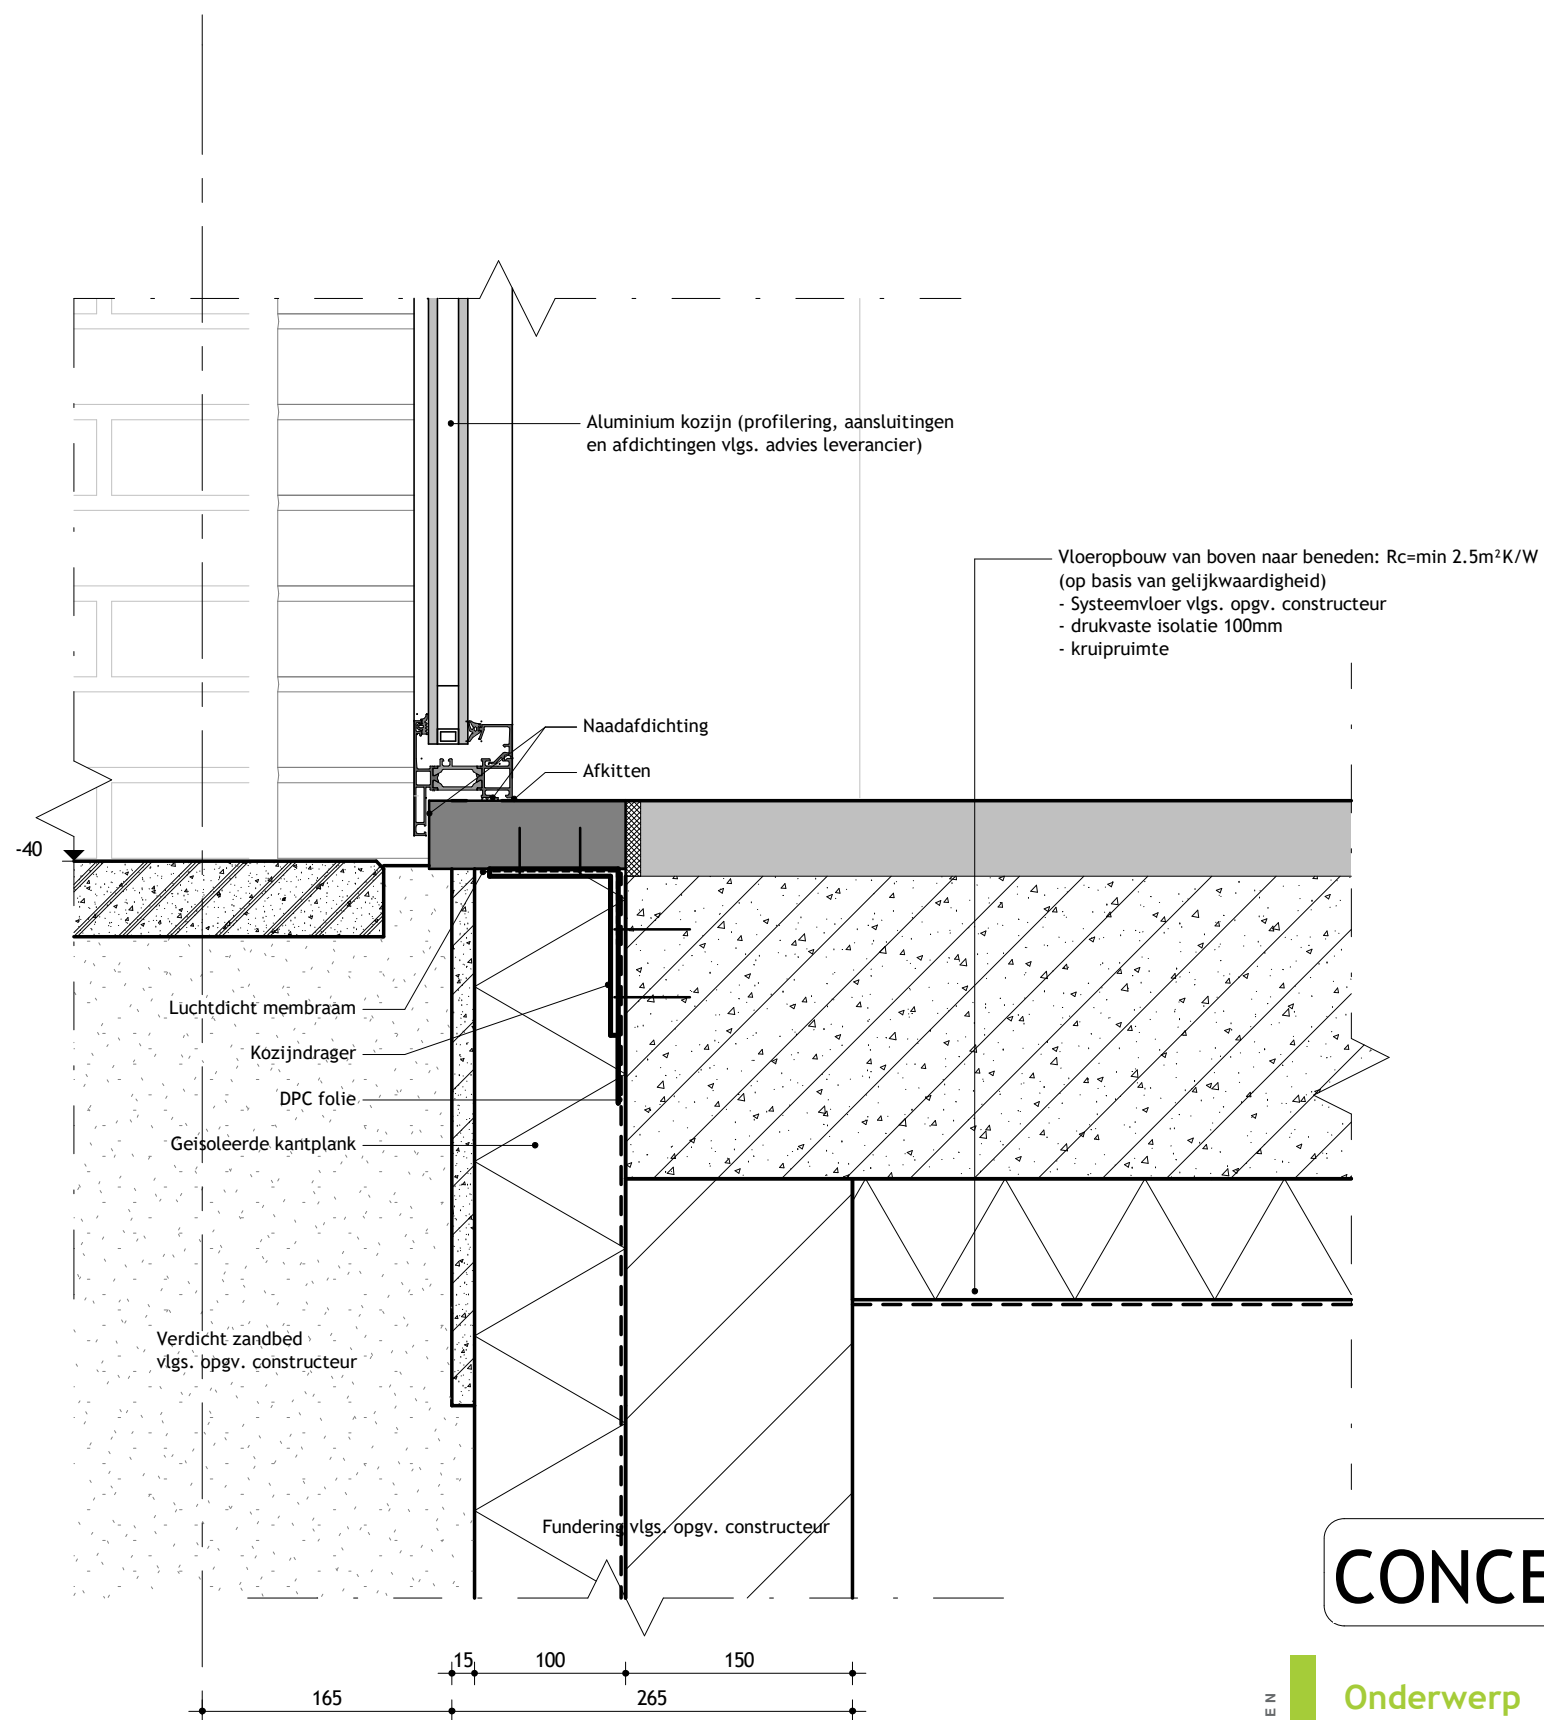 Aluminium kozijn (profilering, aansluitingen
en afdichtingen vlgs. advies leverancier)
Vloeropbouw van boven naar beneden: Rc=min 2.5m²K/W
(op basis van gelijkwaardigheid)
- Systeemvloer vlgs. opgv. constructeur
- drukvaste isolatie 100mm
- kruipruimte
Naadafdichting
Afkitten
-40
Luchtdicht membraam
Kozijndrager
DPC folie
Geisoleerde kantplank
Verdicht zandbed
vlgs. opgv. constructeur
Fundering vlgs. opgv. constructeur
CONCE
15
100
150
165
265
EN
Onderwerp